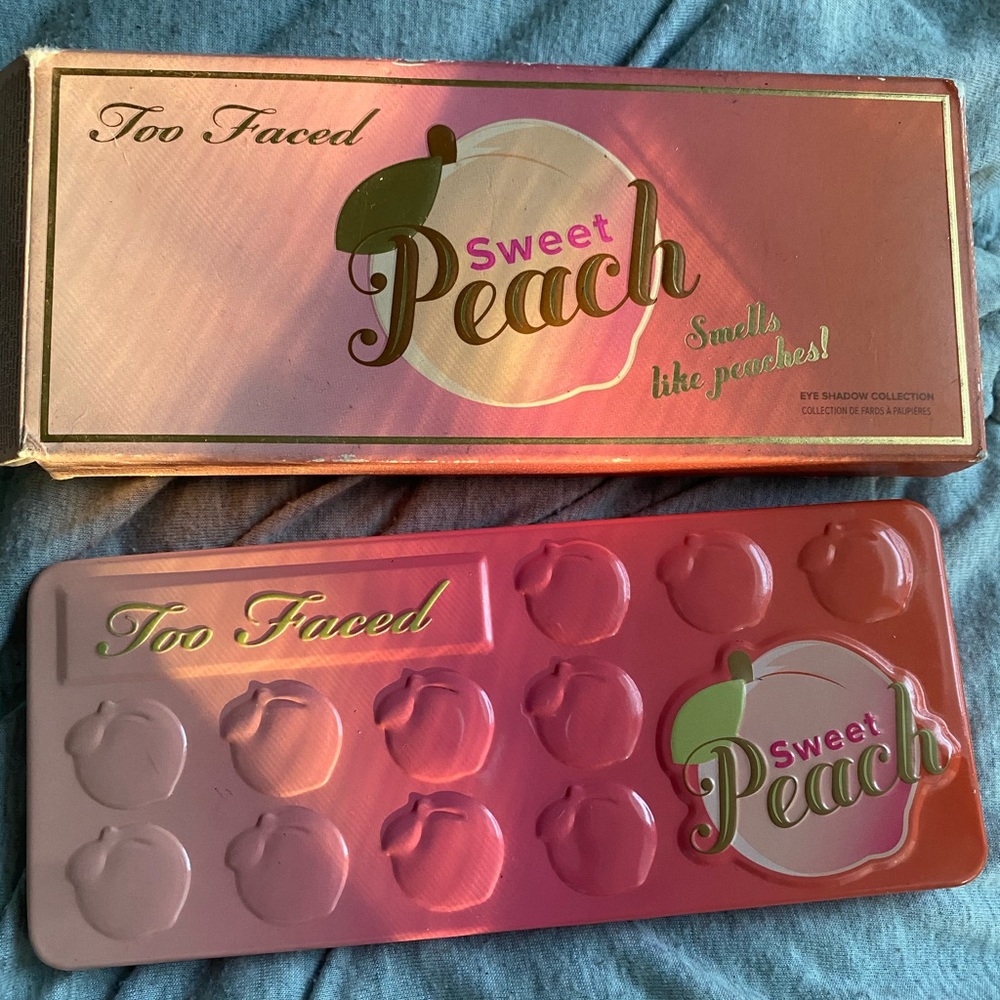 Too Faced
Sweet
Peach
Smells
like peaches!
EYE SHADOW COLLECTION
COLLECTION DE FARDS À PAUPIÈRES
Too Faced
Sweet
Peach